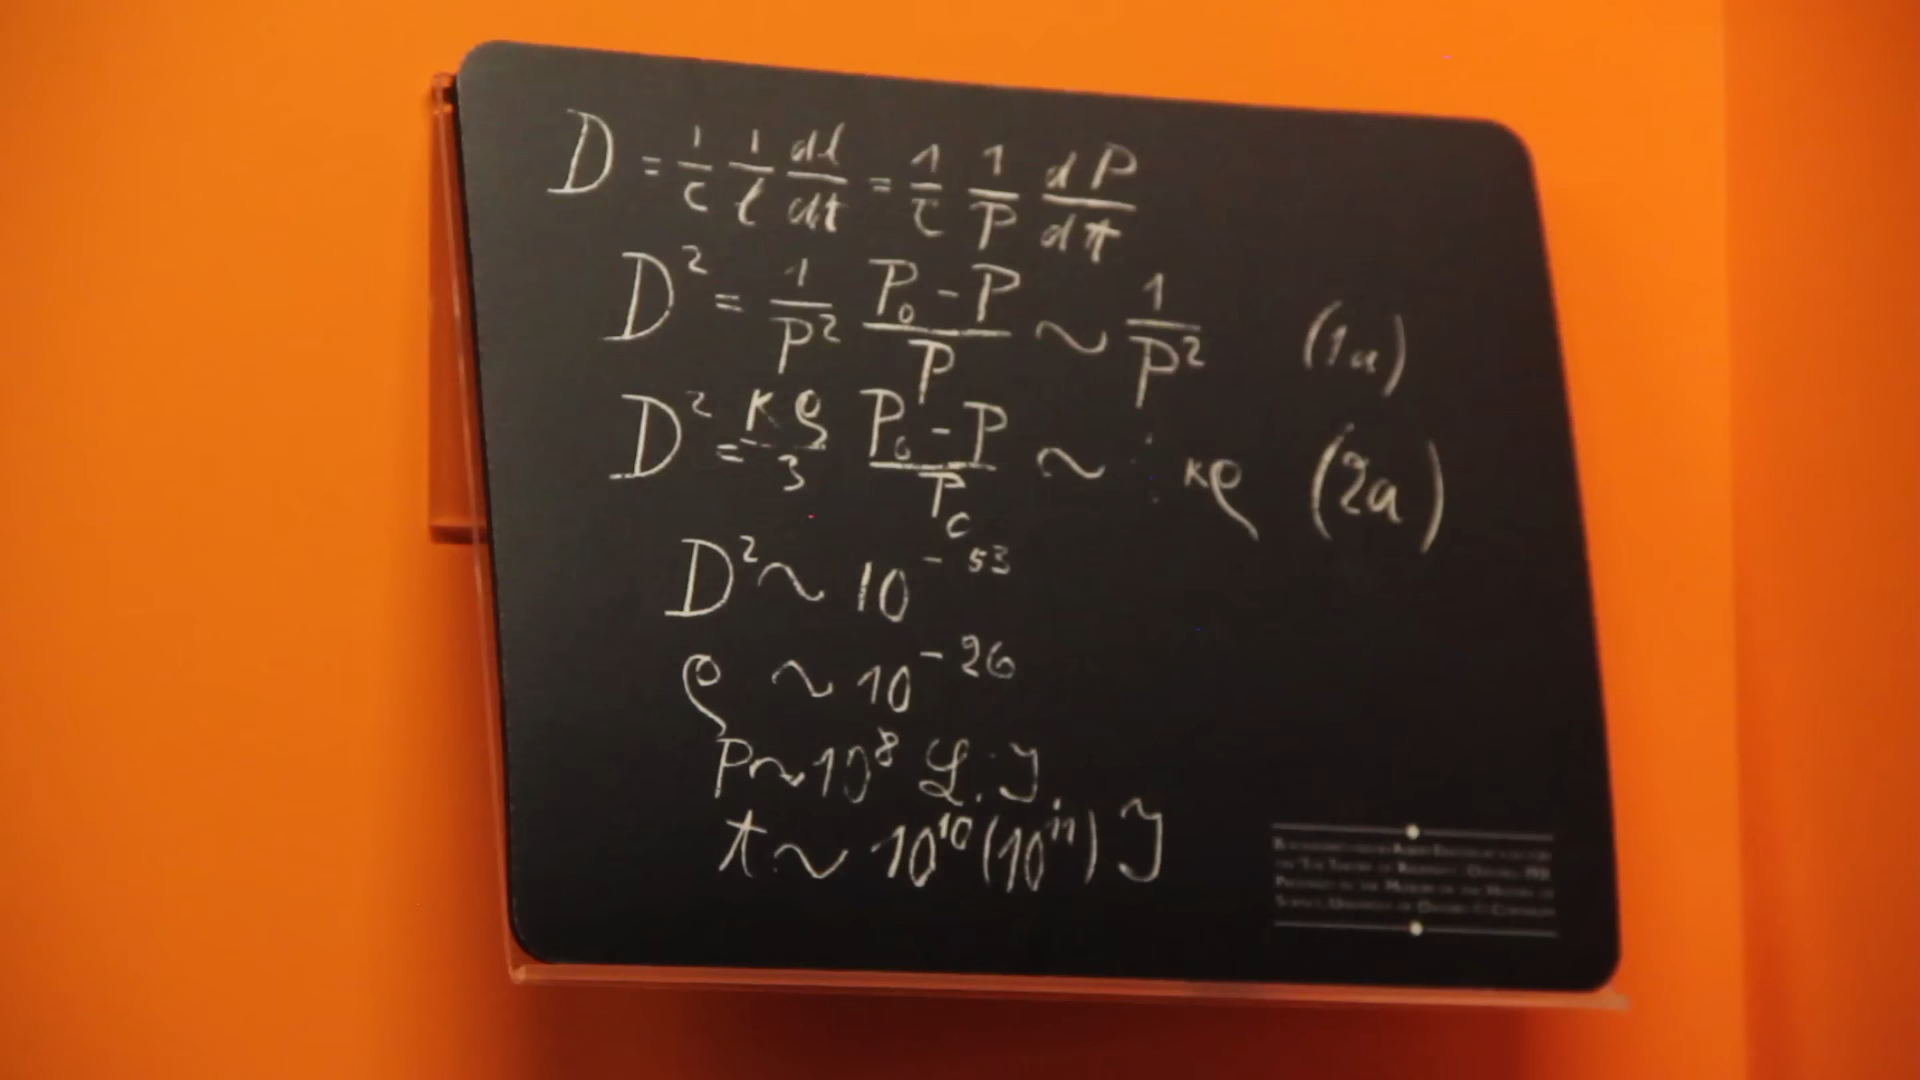 D = 1/c 1/l dl/dt = 1/c 1/P dP/dt
D² = 1/P² (P₀ - P)/P ~ 1/P² (1a)
D² = κρ/3 (P₀ - P)/P₀ ~ κρ (2a)
D² ~ 10⁻⁵³
ρ ~ 10⁻²⁶
P ~ 10⁸ L. J.
t ~ 10¹⁰(10¹¹) J